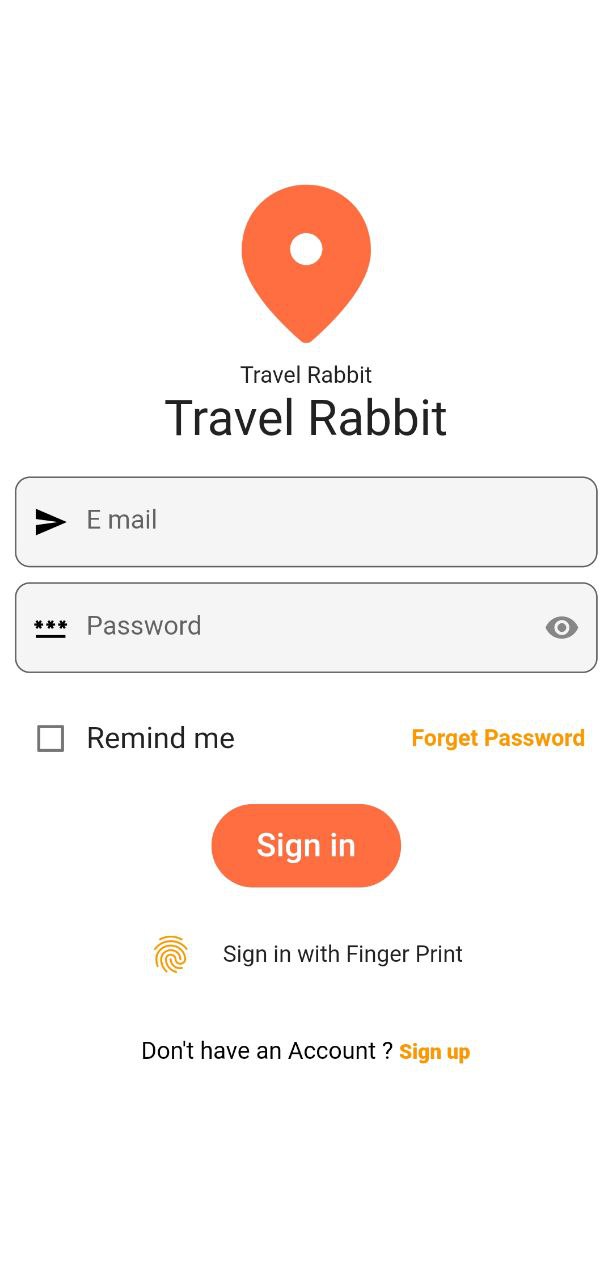 Travel Rabbit
Travel Rabbit
E mail
Password
Remind me
Forget Password
Sign in
Sign in with Finger Print
Don't have an Account ? Sign up